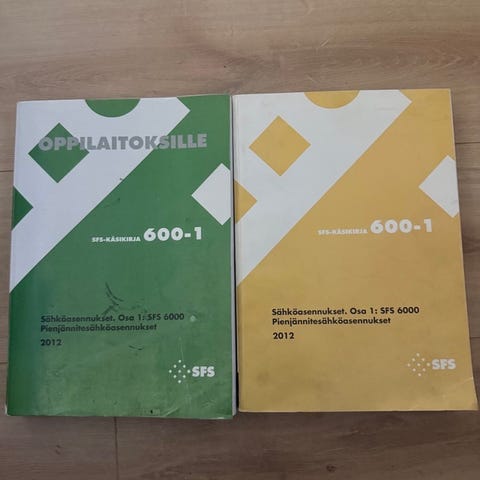 OPPILAITOKSILLE
SFS-KÄSIKIRJA 600-1
Sähköasennukset. Osa 1: SFS 6000
Pienjännitesähköasennukset
2012
SFS
SFS-KÄSIKIRJA 600-1
Sähköasennukset. Osa 1: SFS 6000
Pienjännitesähköasennukset
2012
SFS